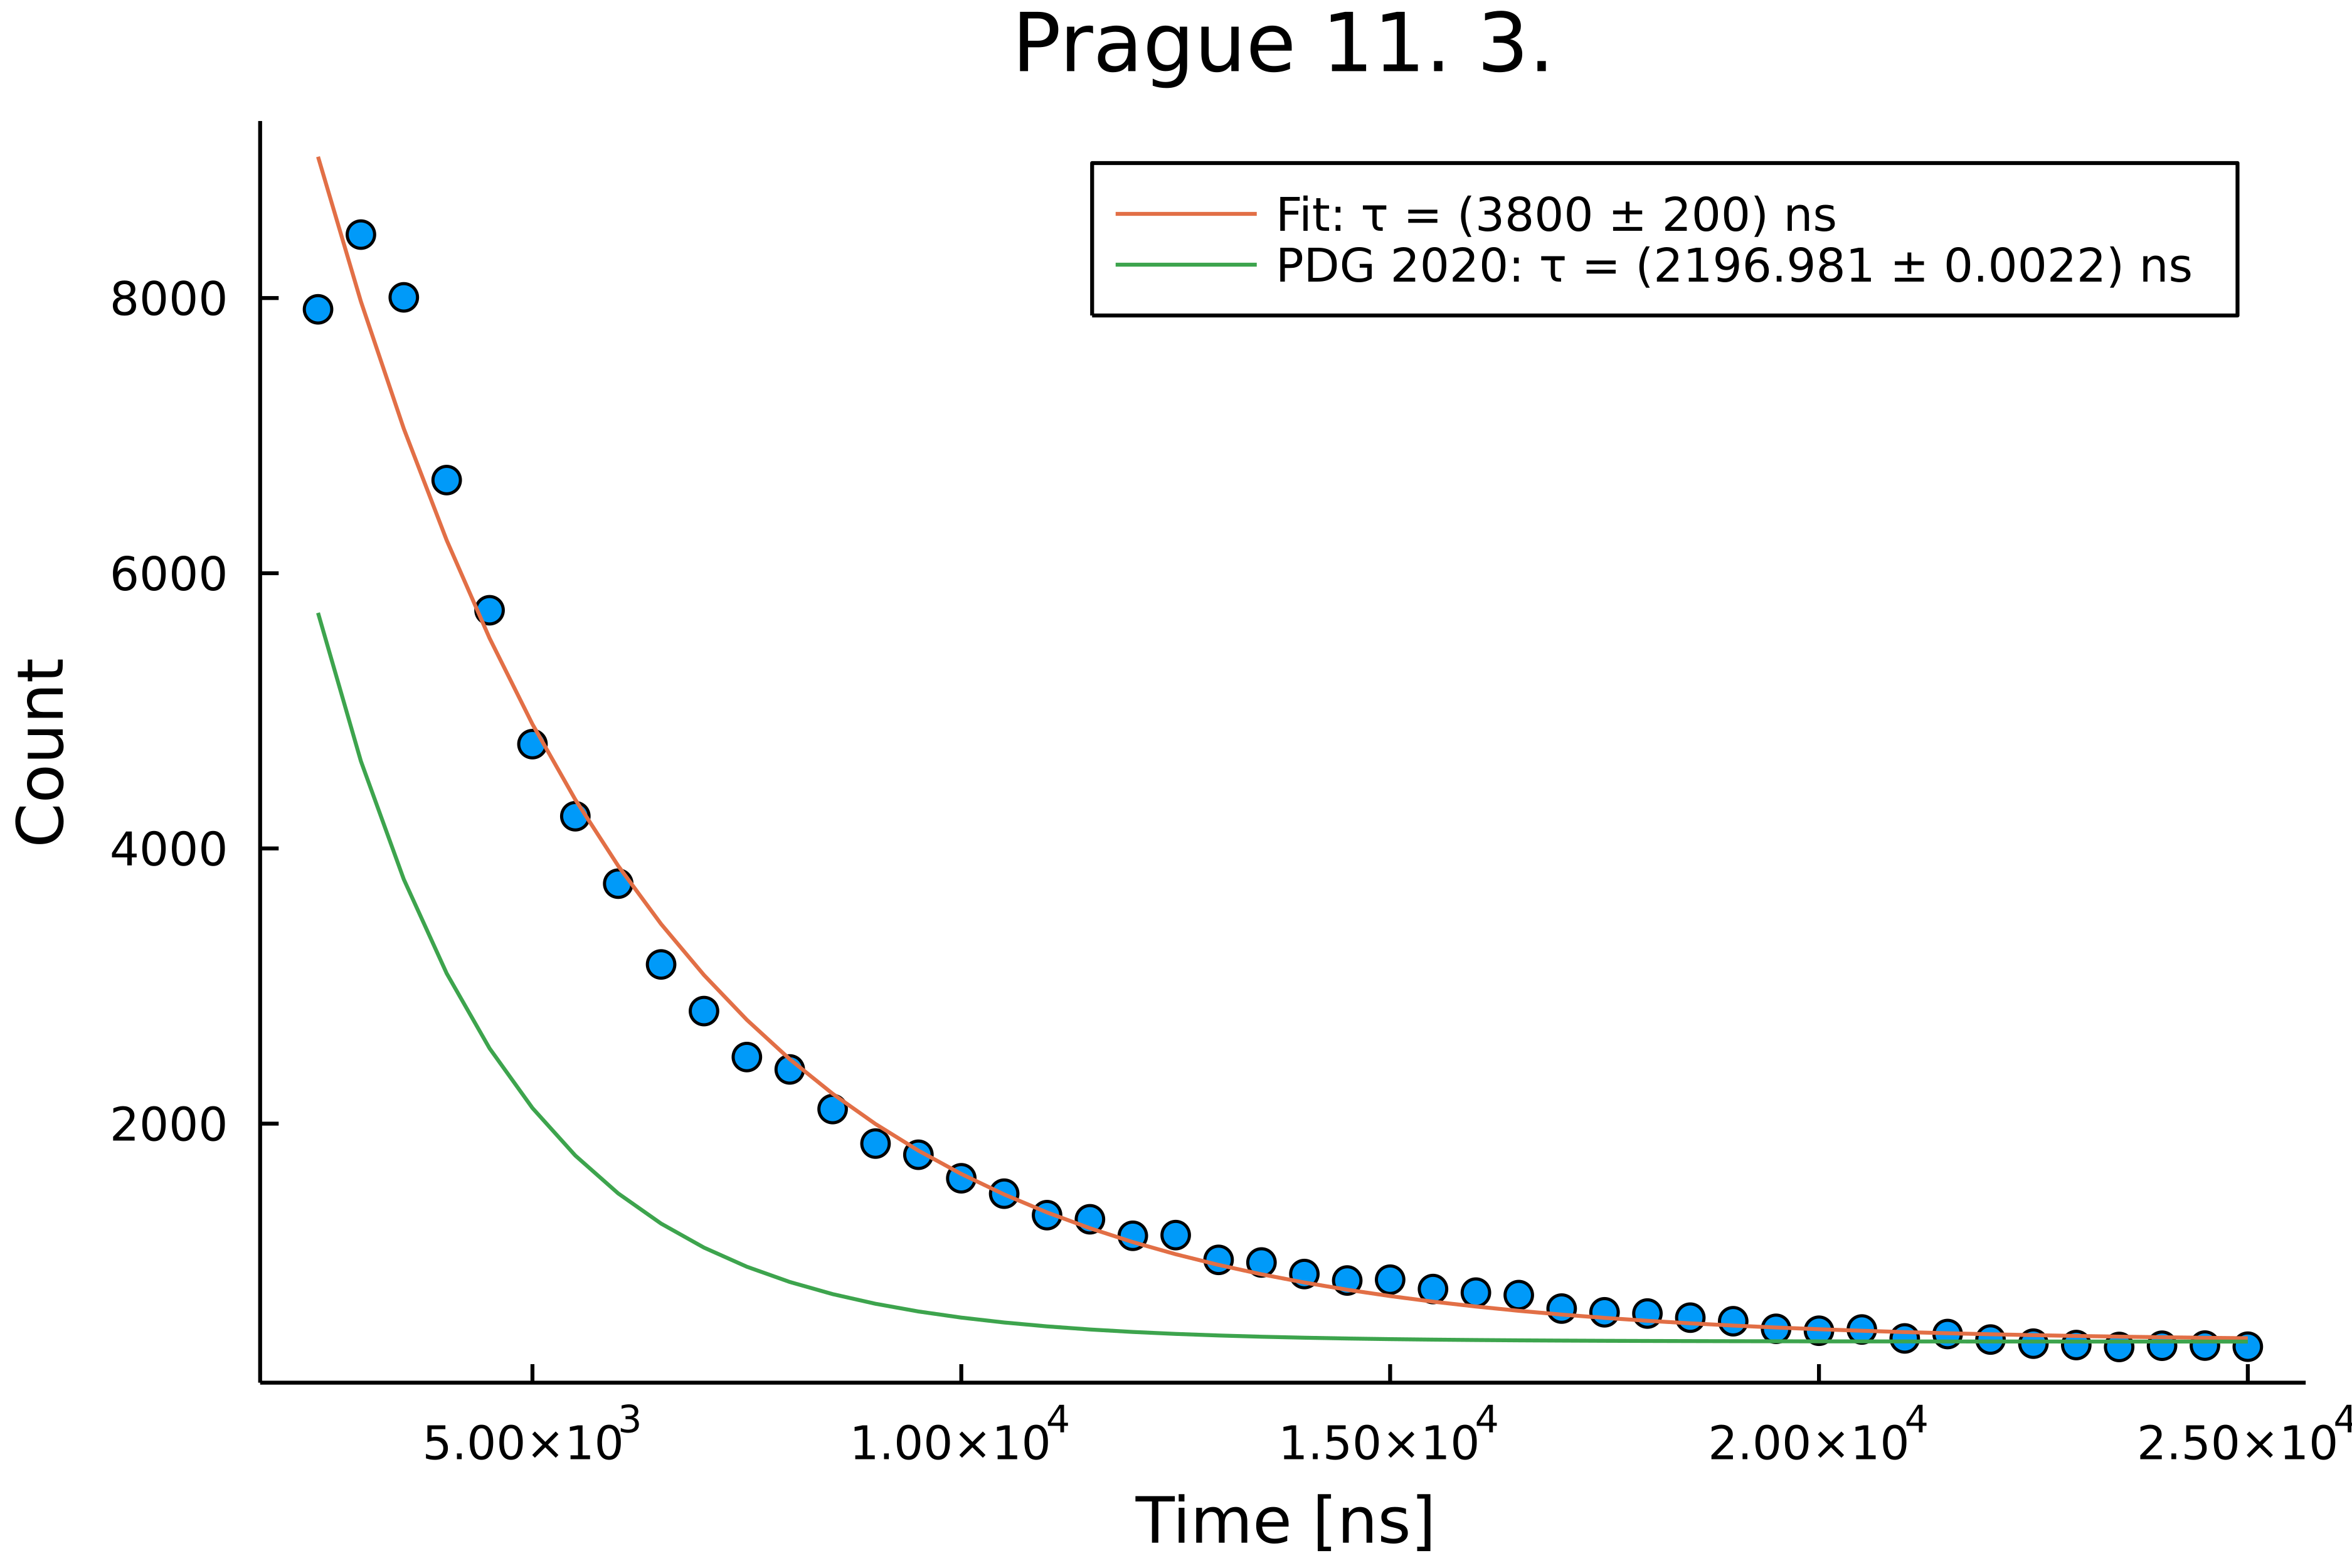 Prague 11. 3.
Fit: τ = (3800 ± 200) ns
PDG 2020: τ = (2196.981 ± 0.0022) ns
Count
8000
6000
4000
2000
5.00×10³ 1.00×10⁴ 1.50×10⁴ 2.00×10⁴ 2.50×10⁴
Time [ns]